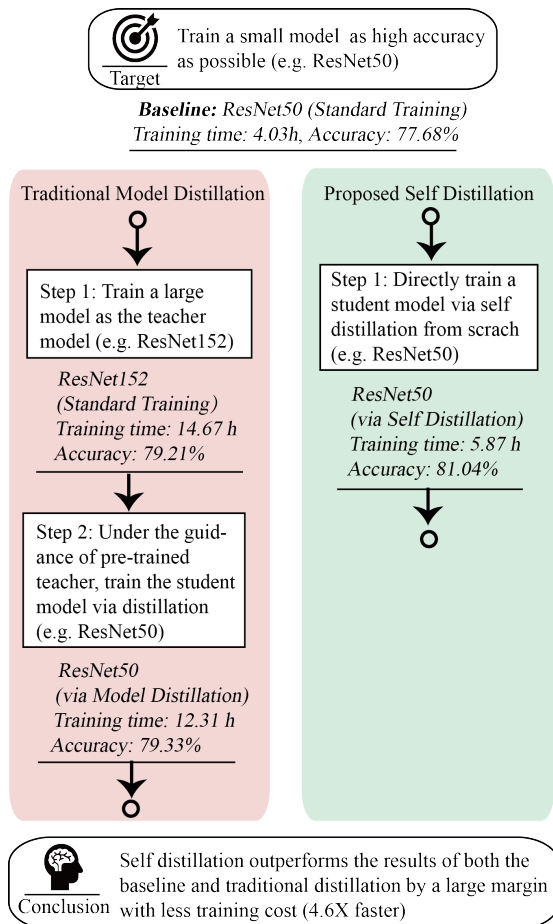 Train a small model as high accuracy
as possible (e.g. ResNet50)
Target
Baseline: ResNet50 (Standard Training)
Training time: 4.03h, Accuracy: 77.68%
Traditional Model Distillation
Step 1: Train a large
model as the teacher
model (e.g. ResNet152)
ResNet152
(Standard Training)
Training time: 14.67 h
Accuracy: 79.21%
Step 2: Under the guid-
ance of pre-trained
teacher, train the student
model via distillation
(e.g. ResNet50)
ResNet50
(via Model Distillation)
Training time: 12.31 h
Accuracy: 79.33%
Proposed Self Distillation
Step 1: Directly train a
student model via self
distillation from scrach
(e.g. ResNet50)
ResNet50
(via Self Distillation)
Training time: 5.87 h
Accuracy: 81.04%
Self distillation outperforms the results of both the
baseline and traditional distillation by a large margin
with less training cost (4.6X faster)
Conclusion